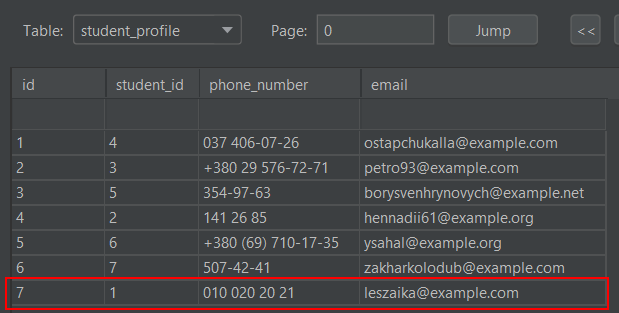 Table: student_profile Page: 0 Jump <<
id student_id phone_number email
1 4 037 406-07-26 ostapchukalla@example.com
2 3 +380 29 576-72-71 petro93@example.com
3 5 354-97-63 borysvenhrynovych@example.net
4 2 141 26 85 hennadii61@example.org
5 6 +380 (69) 710-17-35 ysahal@example.org
6 7 507-42-41 zakharkolodub@example.com
7 1 010 020 20 21 leszaika@example.com